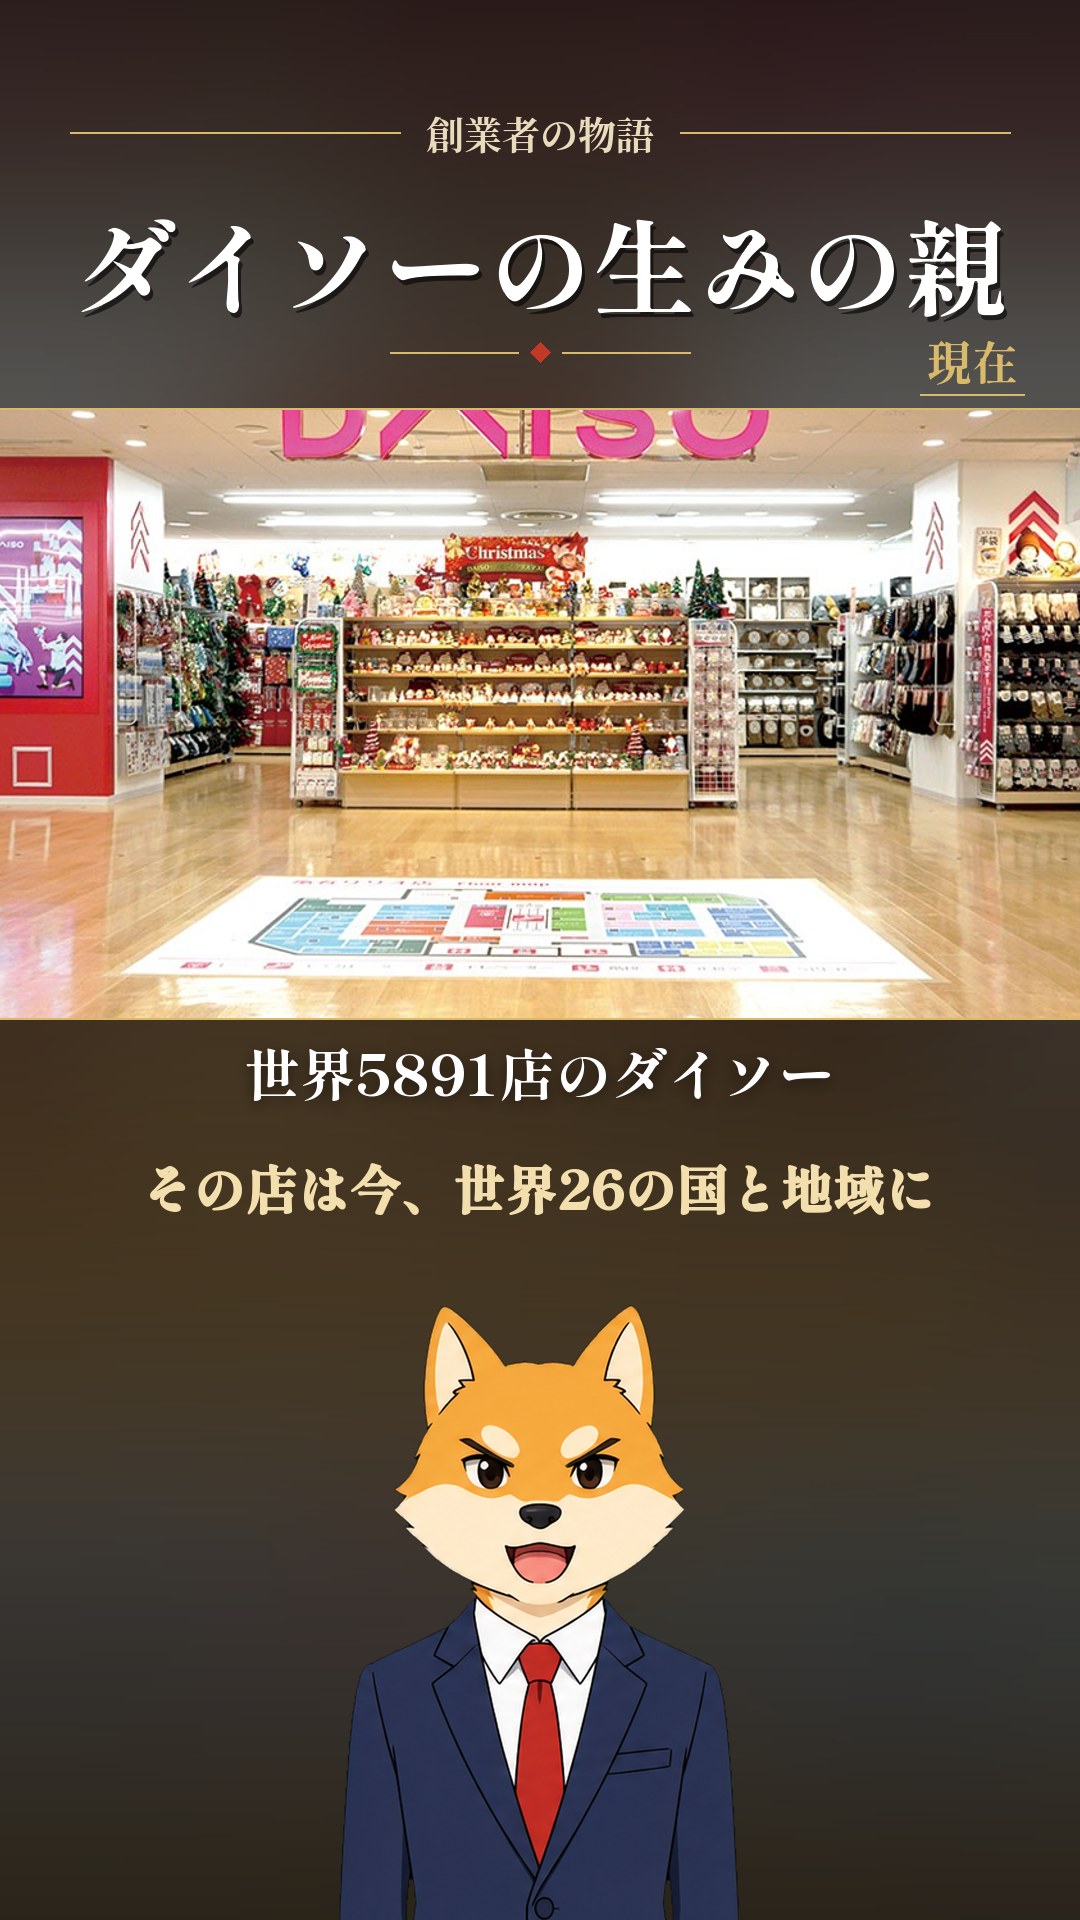 創業者の物語
ダイソーの生みの親
現在
DAISO
Christmas
手袋
世界5891店のダイソー
その店は今、世界26の国と地域に